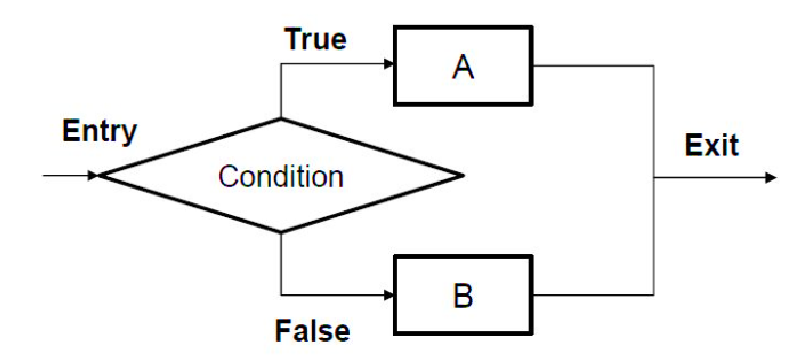 True
A
Entry
Condition
Exit
B
False